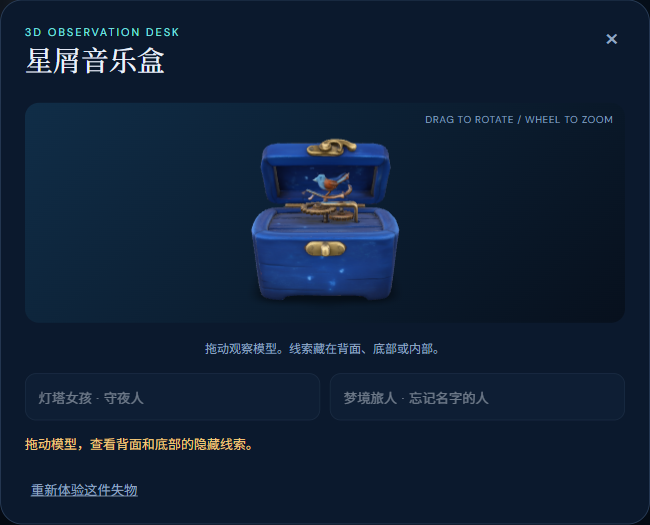 3D OBSERVATION DESK
星屑音乐盒
×
DRAG TO ROTATE / WHEEL TO ZOOM
拖动观察模型。线索藏在背面、底部或内部。
灯塔女孩 · 守夜人
梦境旅人 · 忘记名字的人
拖动模型，查看背面和底部的隐藏线索。
重新体验这件失物